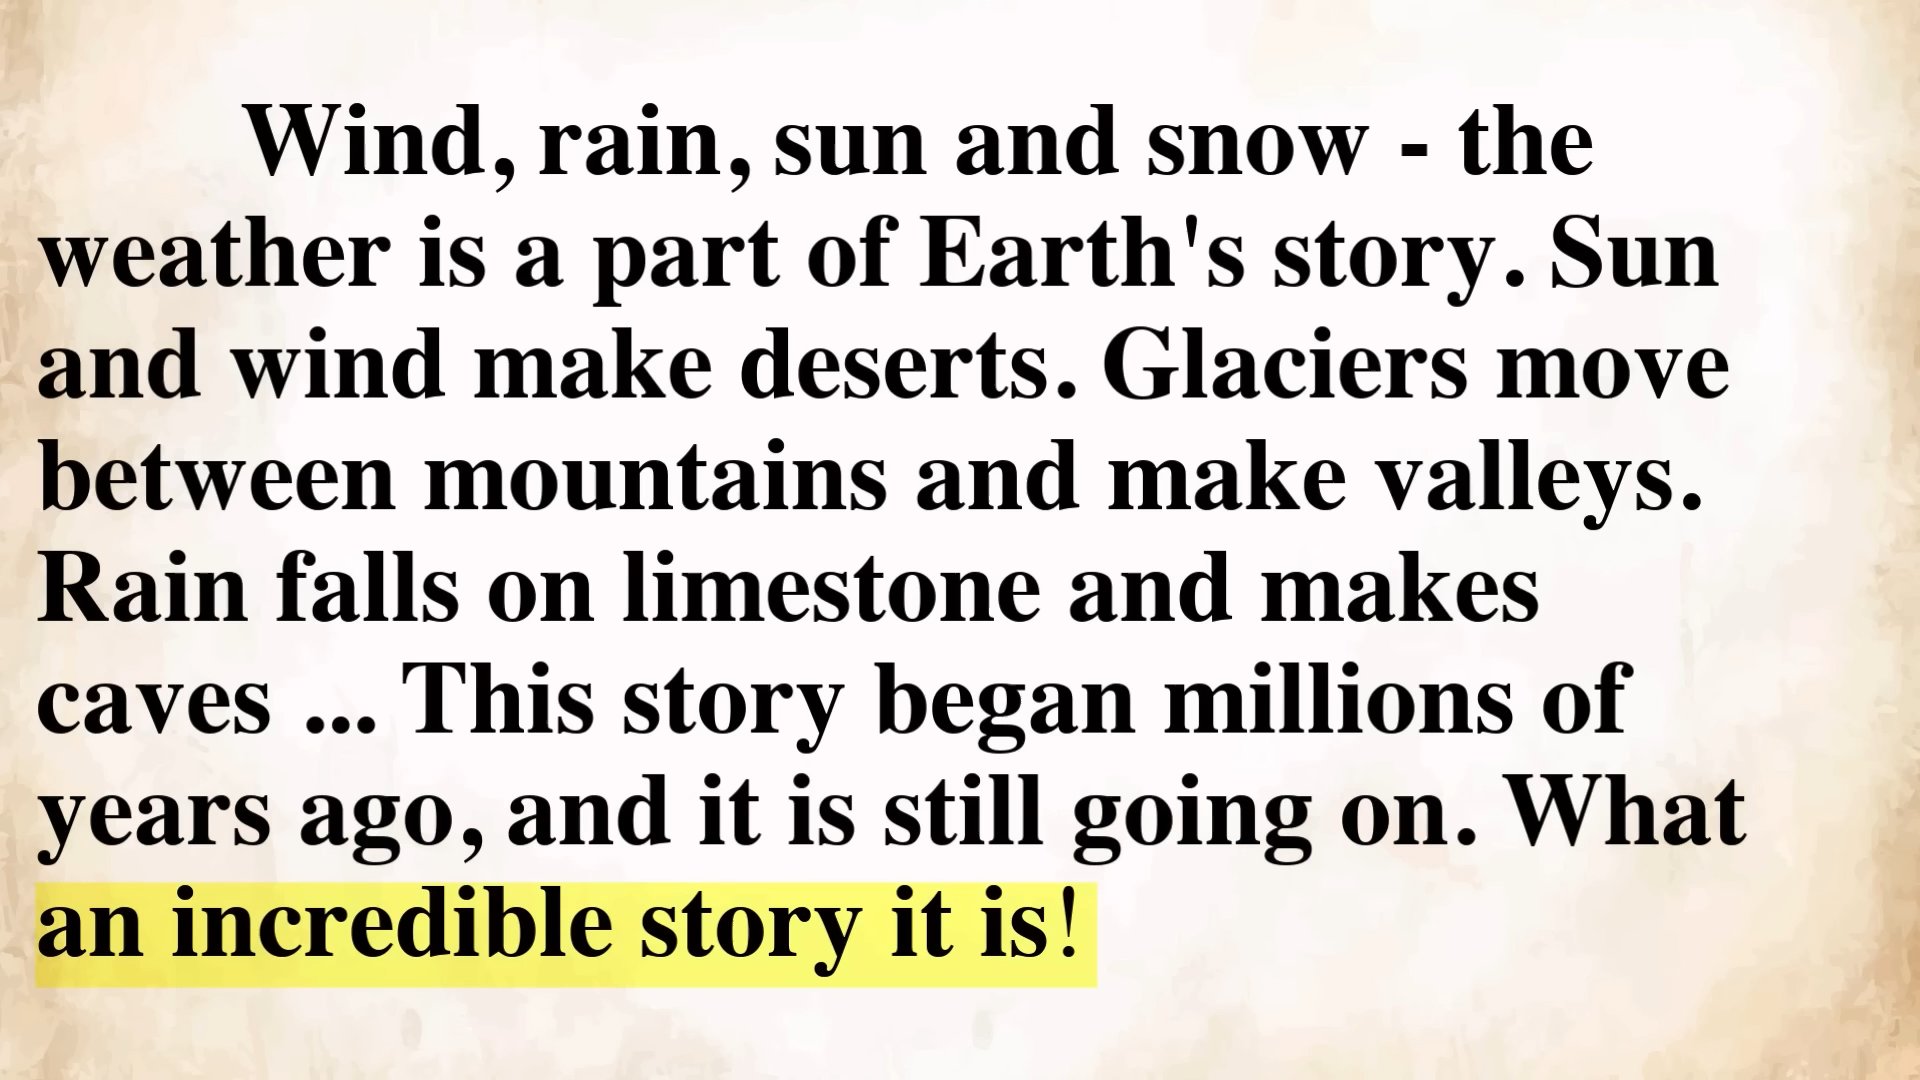 Wind, rain, sun and snow - the
weather is a part of Earth's story. Sun
and wind make deserts. Glaciers move
between mountains and make valleys.
Rain falls on limestone and makes
caves ... This story began millions of
years ago, and it is still going on. What
an incredible story it is!